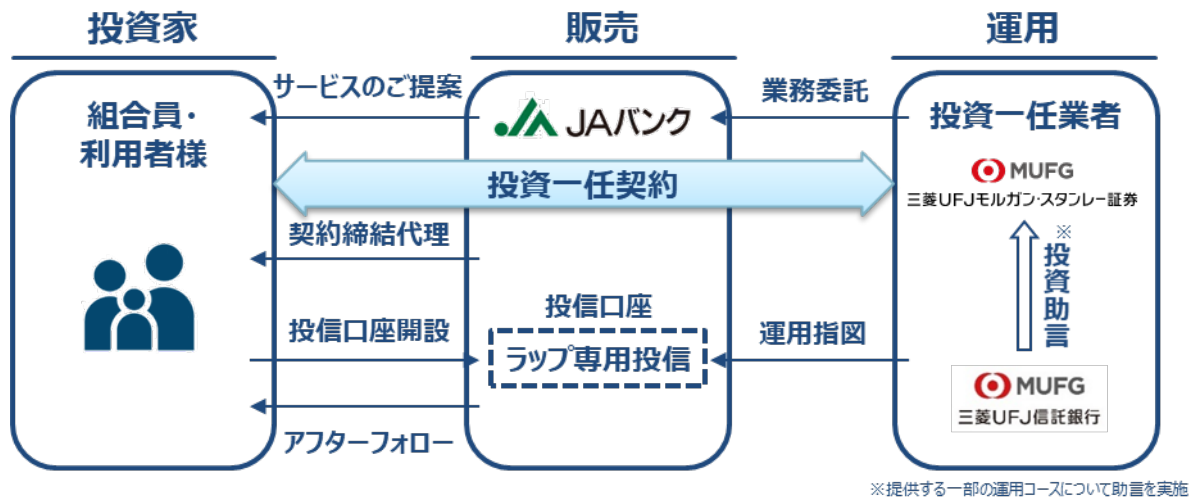 投資家
販売
運用
組合員・
利用者様
サービスのご提案
JAバンク
業務委託
投資一任業者
投資一任契約
MUFG
三菱UFJモルガン・スタンレー証券
契約締結代理
※
投資助言
投信口座開設
投信口座
ラップ専用投信
運用指図
MUFG
三菱UFJ信託銀行
アフターフォロー
※提供する一部の運用コースについて助言を実施